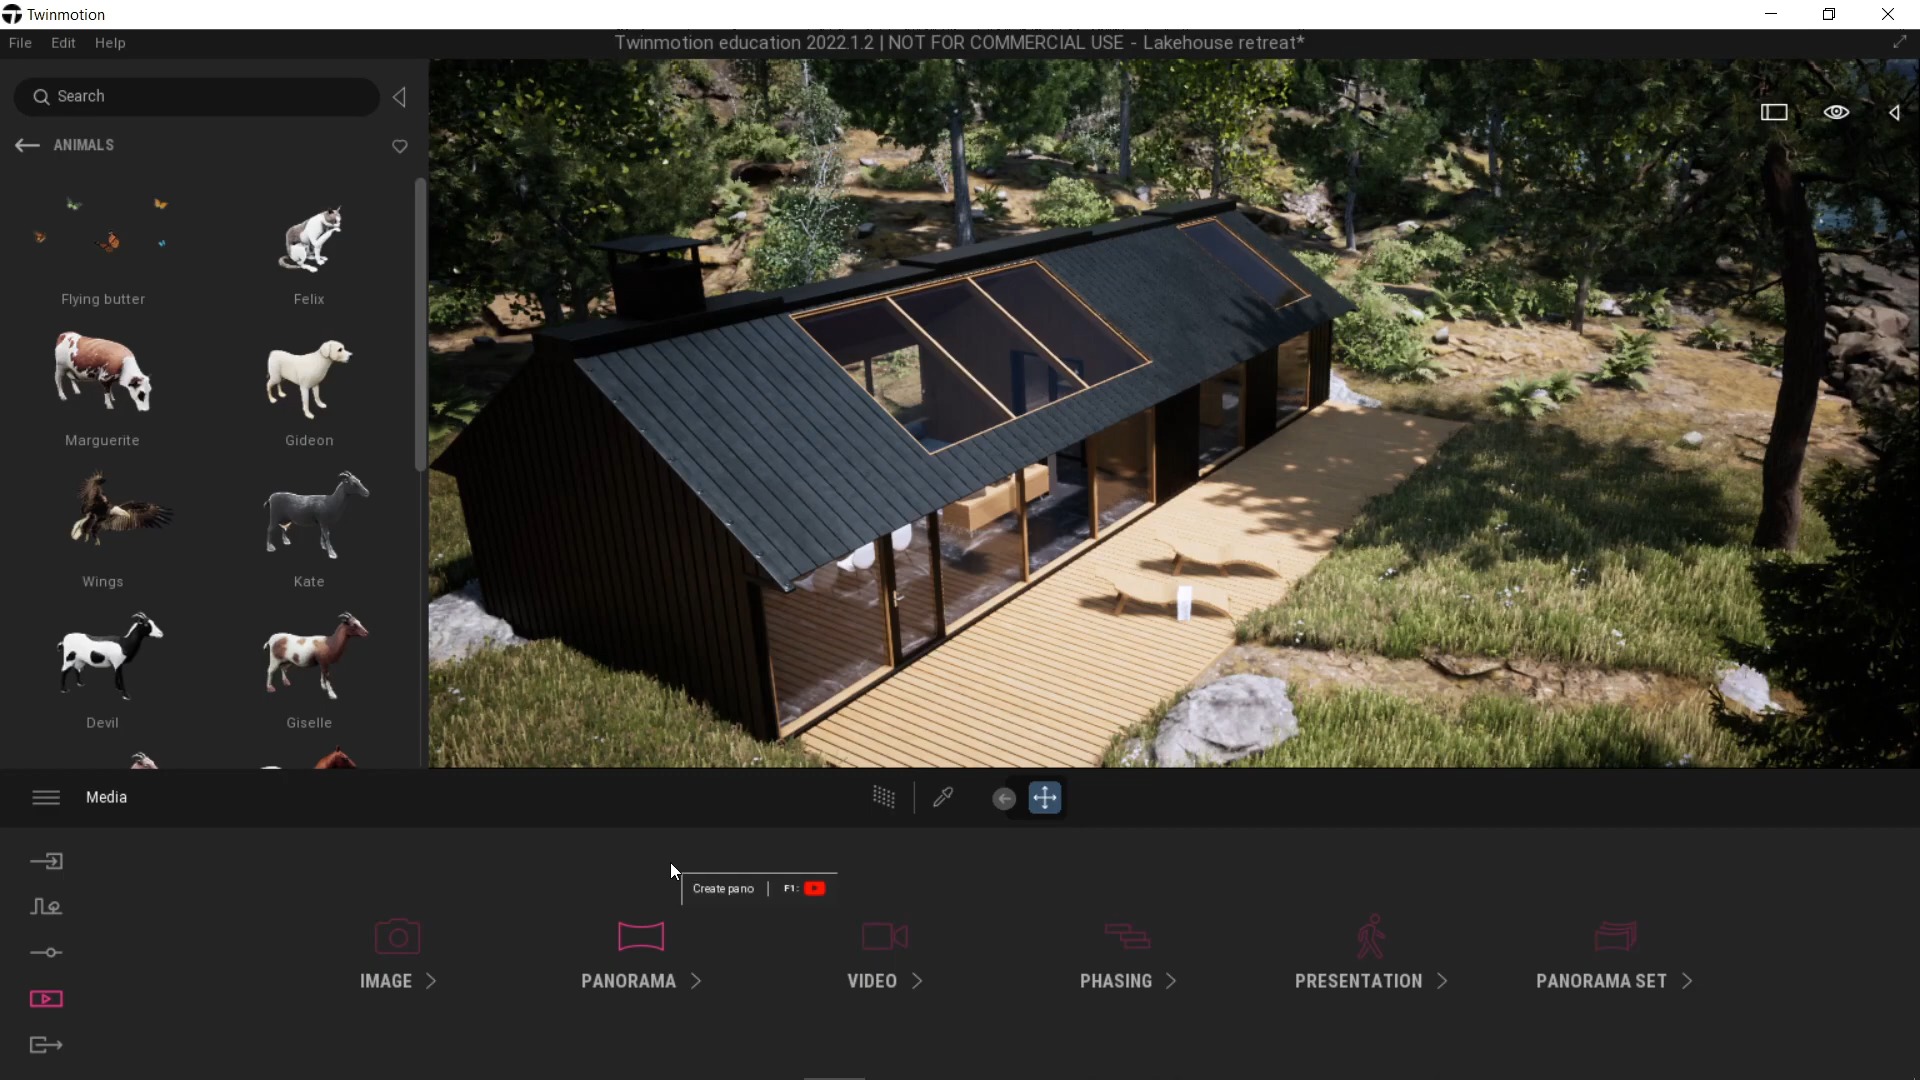 Twinmotion
File Edit Help
Twinmotion education 2022.1.2 | NOT FOR COMMERCIAL USE - Lakehouse retreat*
Search
ANIMALS
Flying butter
Felix
Marguerite
Gideon
Wings
Kate
Devil
Giselle
Media
Create pano | F1:
IMAGE
PANORAMA
VIDEO
PHASING
PRESENTATION
PANORAMA SET